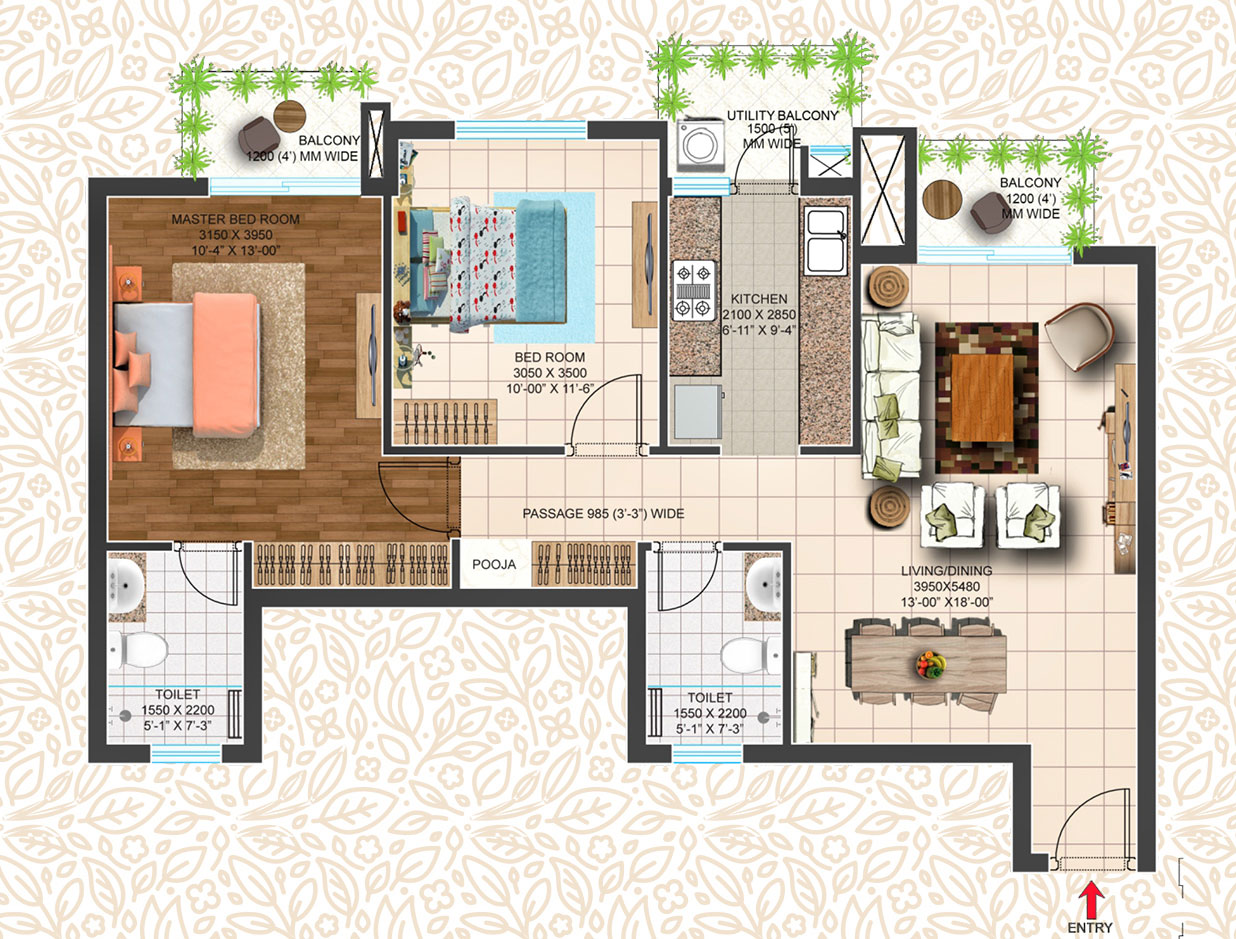 BALCONY
1200 (4') MM WIDE
UTILITY BALCONY
1500 (5')
MM WIDE
BALCONY
1200 (4')
MM WIDE
MASTER BED ROOM
3150 X 3950
10'-4" X 13'-00"
BED ROOM
3050 X 3500
10'-00" X 11'-6"
KITCHEN
2100 X 2850
6'-11" X 9'-4"
PASSAGE 985 (3'-3") WIDE
POOJA
LIVING/DINING
3950X5480
13'-00" X18'-00"
TOILET
1550 X 2200
5'-1" X 7'-3"
TOILET
1550 X 2200
5'-1" X 7'-3"
ENTRY